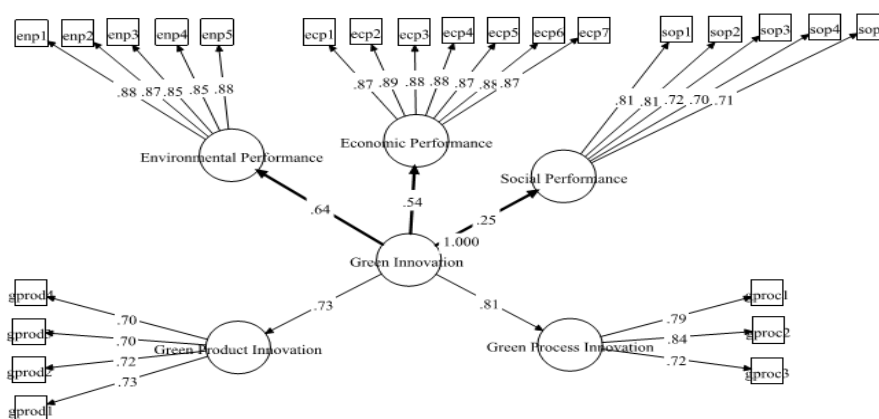 enp1 enp2 enp3 enp4 enp5 ecp1 ecp2 ecp3 ecp4 ecp5 ecp6 ecp7 sop1 sop2 sop3 sop4 sop
.88 .87 .85 .85 .88 .87 .89 .88 .88 .87 .88 .87 .81 .81 .72 .70 .71
Environmental Performance
Economic Performance
Social Performance
.64
.54
.25
1.000
Green Innovation
.73
.81
gprod4
gprod3
gprod2
gprod1
.70
.70
.72
.73
Green Product Innovation
Green Process Innovation
.79
.84
.72
gproc1
gproc2
gproc3